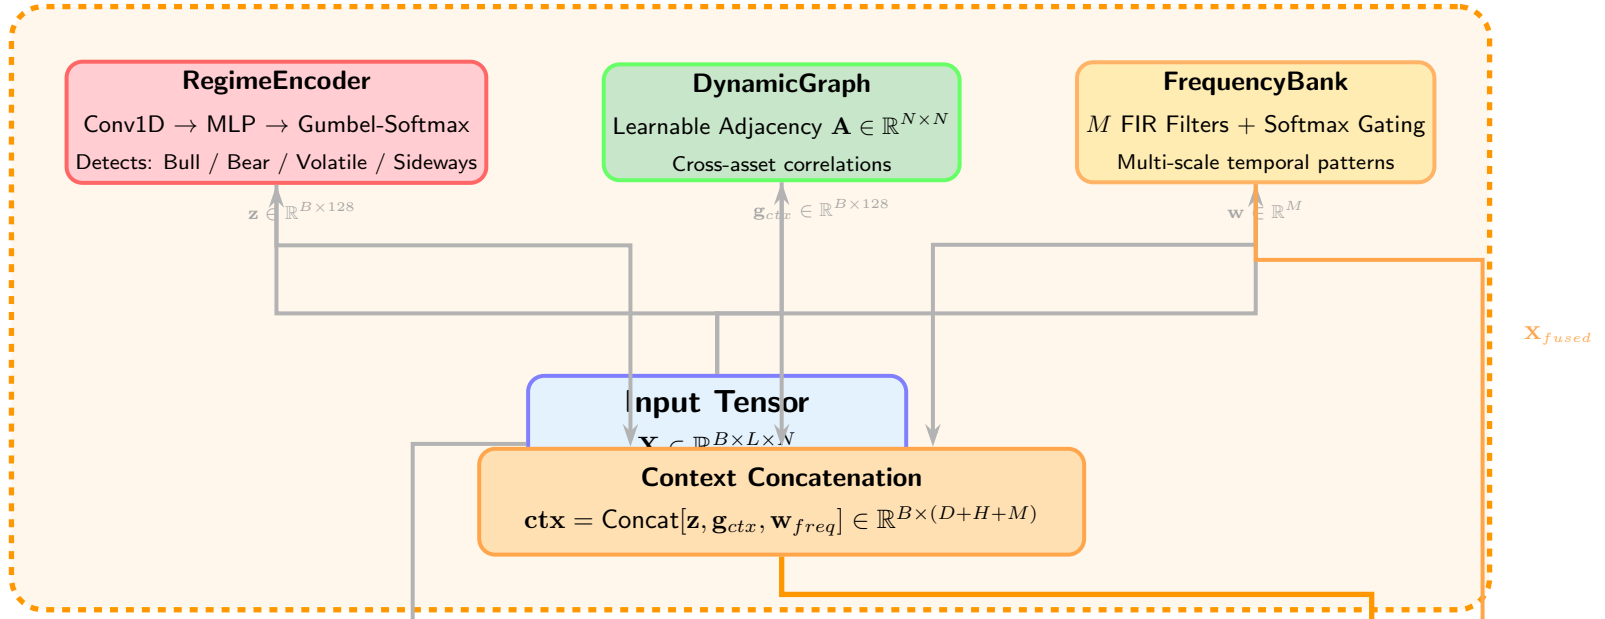 RegimeEncoder
Conv1D → MLP → Gumbel-Softmax
Detects: Bull / Bear / Volatile / Sideways
DynamicGraph
Learnable Adjacency A ∈ ℝ^{N×N}
Cross-asset correlations
FrequencyBank
M FIR Filters + Softmax Gating
Multi-scale temporal patterns
z ∈ ℝ^{B×128}
g_{ctx} ∈ ℝ^{B×128}
w ∈ ℝ^M
X_{fused}
Input Tensor
X ∈ ℝ^{B×L×N}
Context Concatenation
ctx = Concat[z, g_{ctx}, w_{freq}] ∈ ℝ^{B×(D+H+M)}